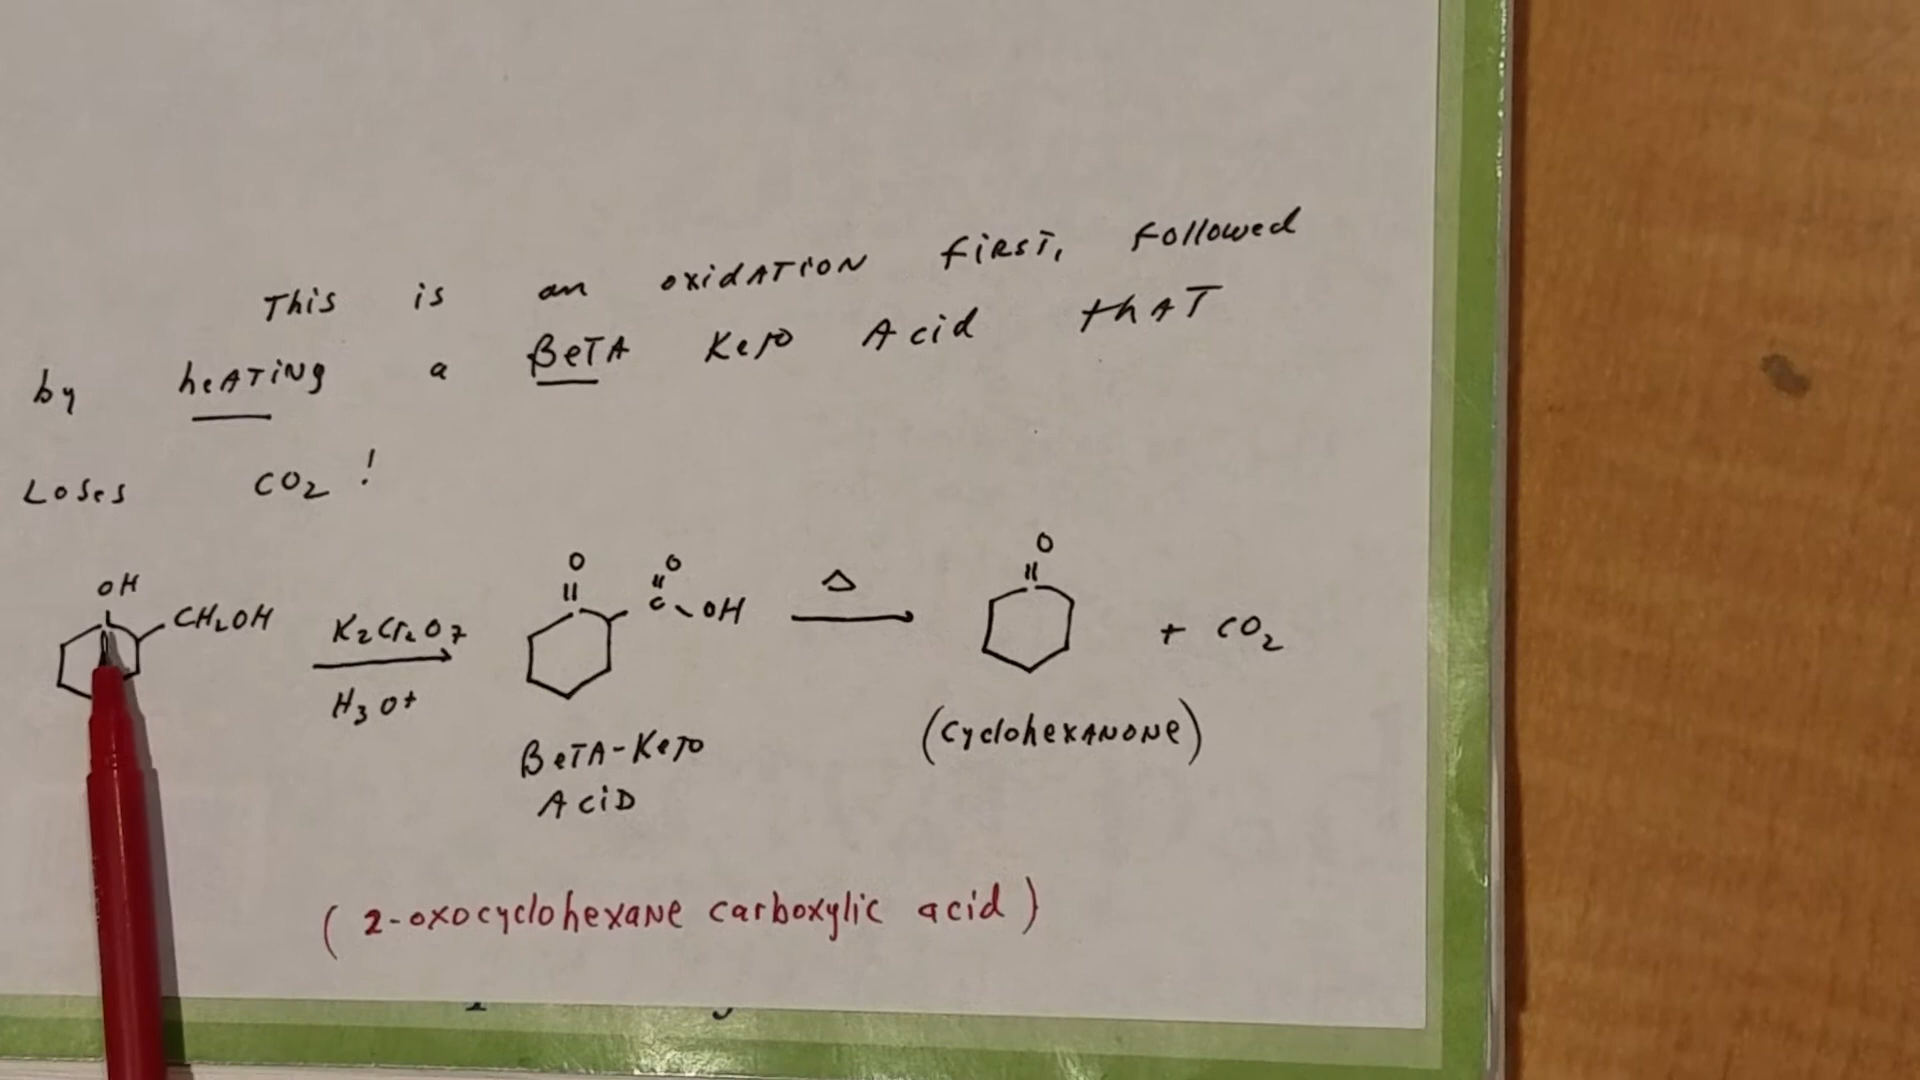 This is an oxidation first, followed
by heating a Beta Keto Acid that
Loses CO2!
OH
CH2OH
K2Cr2O7
H3O+
O
O
C
OH
Δ
O
+ CO2
Beta-Keto
Acid
(cyclohexanone)
(2-oxocyclohexane carboxylic acid)